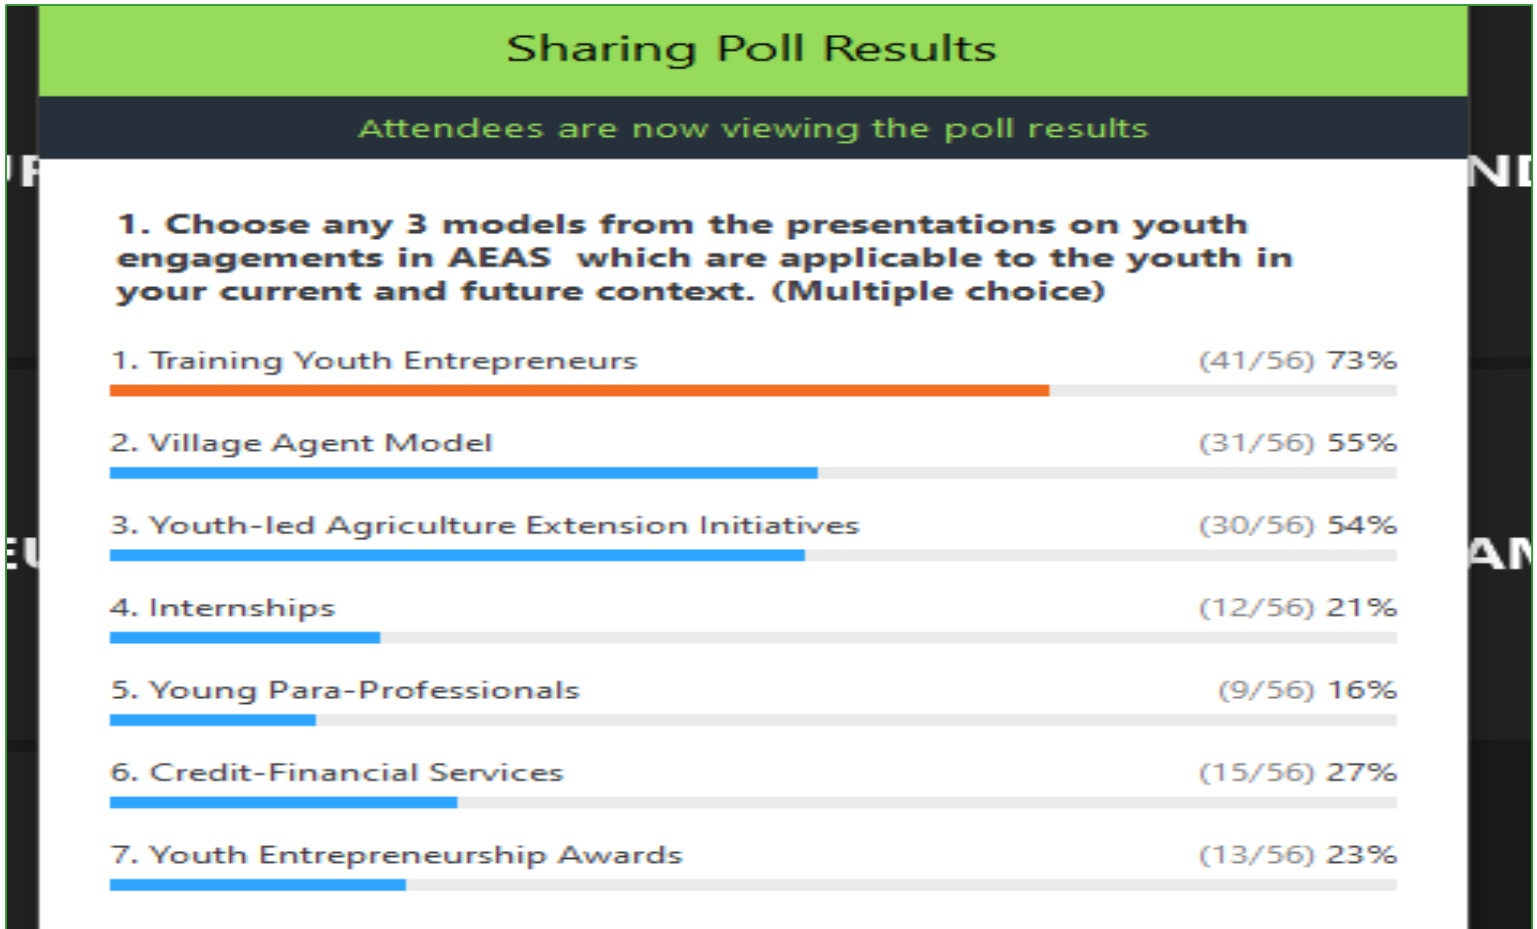 Sharing Poll Results
Attendees are now viewing the poll results
1. Choose any 3 models from the presentations on youth
engagements in AEAS which are applicable to the youth in
your current and future context. (Multiple choice)
1. Training Youth Entrepreneurs (41/56) 73%
2. Village Agent Model (31/56) 55%
3. Youth-led Agriculture Extension Initiatives (30/56) 54%
4. Internships (12/56) 21%
5. Young Para-Professionals (9/56) 16%
6. Credit-Financial Services (15/56) 27%
7. Youth Entrepreneurship Awards (13/56) 23%